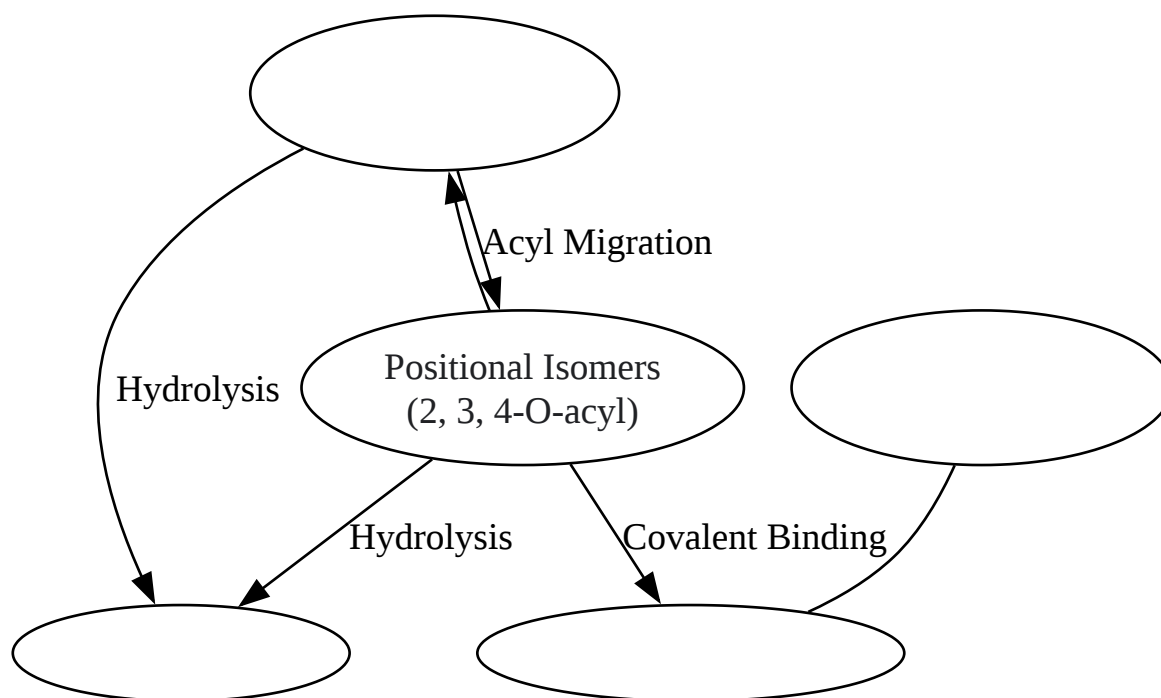 Acyl Migration
Positional Isomers
(2, 3, 4-O-acyl)
Hydrolysis
Hydrolysis
Covalent Binding